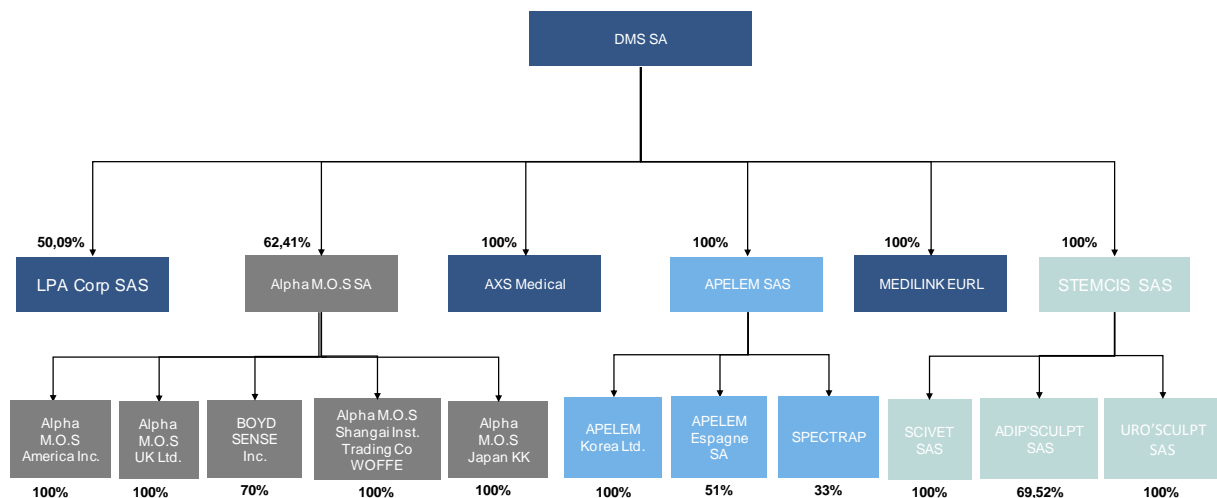 DMS SA
50,09%
62,41%
100%
100%
100%
100%
LPA Corp SAS
Alpha M.O.S SA
AXS Medical
APELEM SAS
MEDILINK EURL
STEMCIS SAS
Alpha
M.O.S
America Inc.
Alpha
M.O.S
UK Ltd.
BOYD
SENSE
Inc.
Alpha M.O.S
Shangai Inst.
Trading Co
WOFFE
Alpha
M.O.S
Japan KK
APELEM
Korea Ltd.
APELEM
Espagne
SA
SPECTRAP
SCIVET
SAS
ADIP'SCULPT
SAS
URO'SCULPT
SAS
100%
100%
70%
100%
100%
100%
51%
33%
100%
69,52%
100%